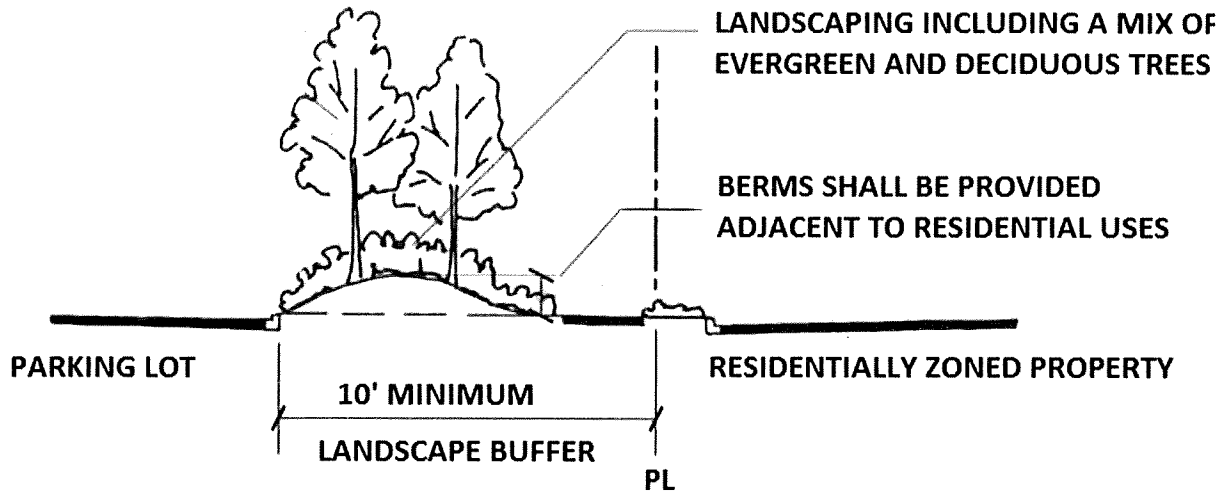 LANDSCAPING INCLUDING A MIX OF
EVERGREEN AND DECIDUOUS TREES
BERMS SHALL BE PROVIDED
ADJACENT TO RESIDENTIAL USES
PARKING LOT
RESIDENTIALLY ZONED PROPERTY
10' MINIMUM
LANDSCAPE BUFFER
PL